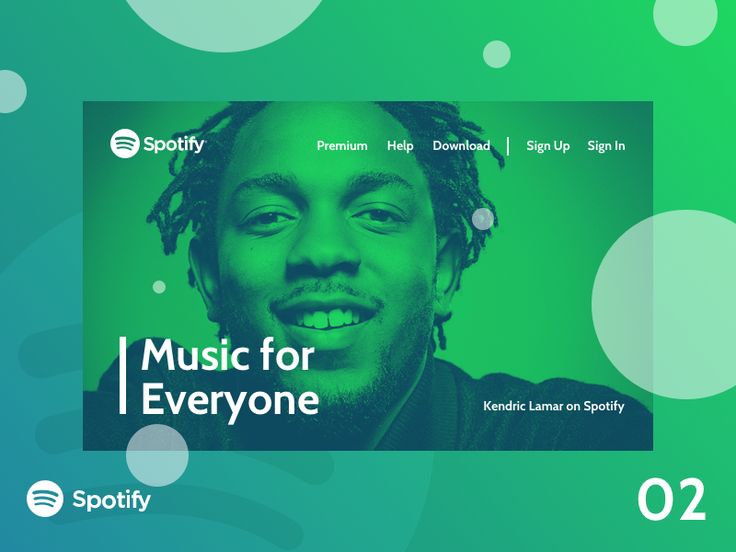 Spotify
Premium Help Download | Sign Up Sign In
Music for
Everyone
Kendric Lamar on Spotify
Spotify
02